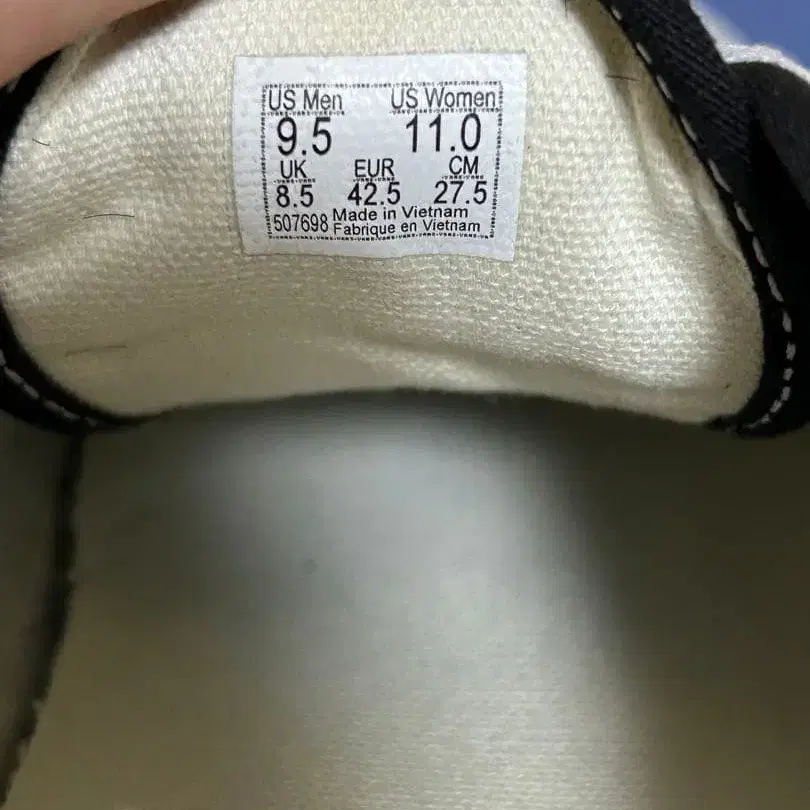 US Men US Women
9.5 11.0
UK EUR CM
8.5 42.5 27.5
507698 Made in Vietnam
Fabrique en Vietnam